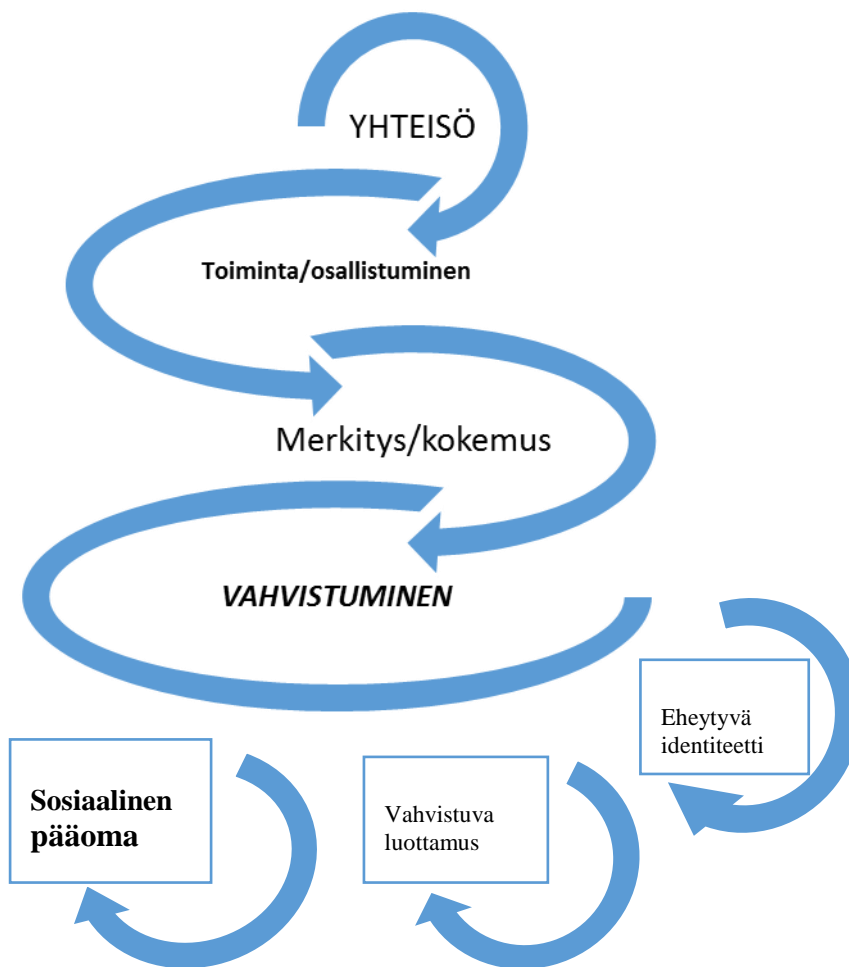 YHTEISÖ
Toiminta/osallistuminen
Merkitys/kokemus
VAHVISTUMINEN
Eheytyvä
identiteetti
Sosiaalinen
pääoma
Vahvistuva
luottamus